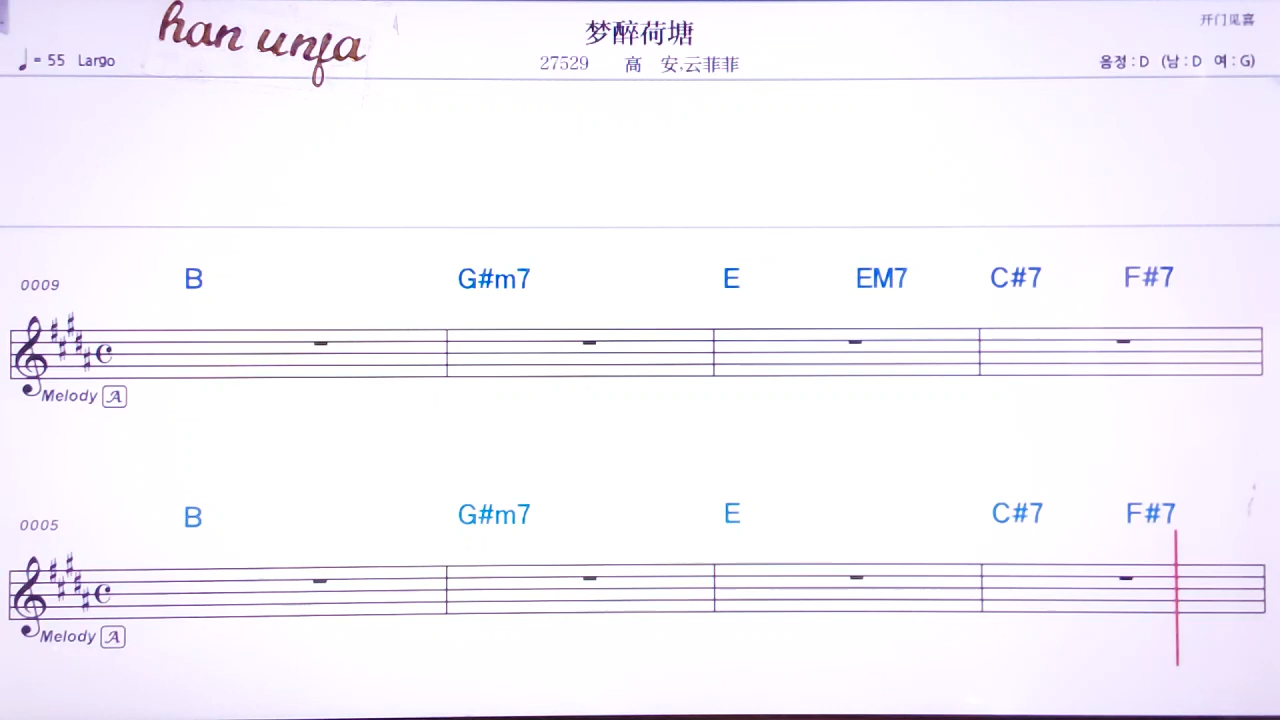 han unfa
梦醉荷塘
开门见喜
♩= 55 Largo
27529 高 安,云菲菲
음정 : D (남 : D 여 : G)
0009 B G#m7 E EM7 C#7 F#7
Melody A
0005 B G#m7 E C#7 F#7
Melody A